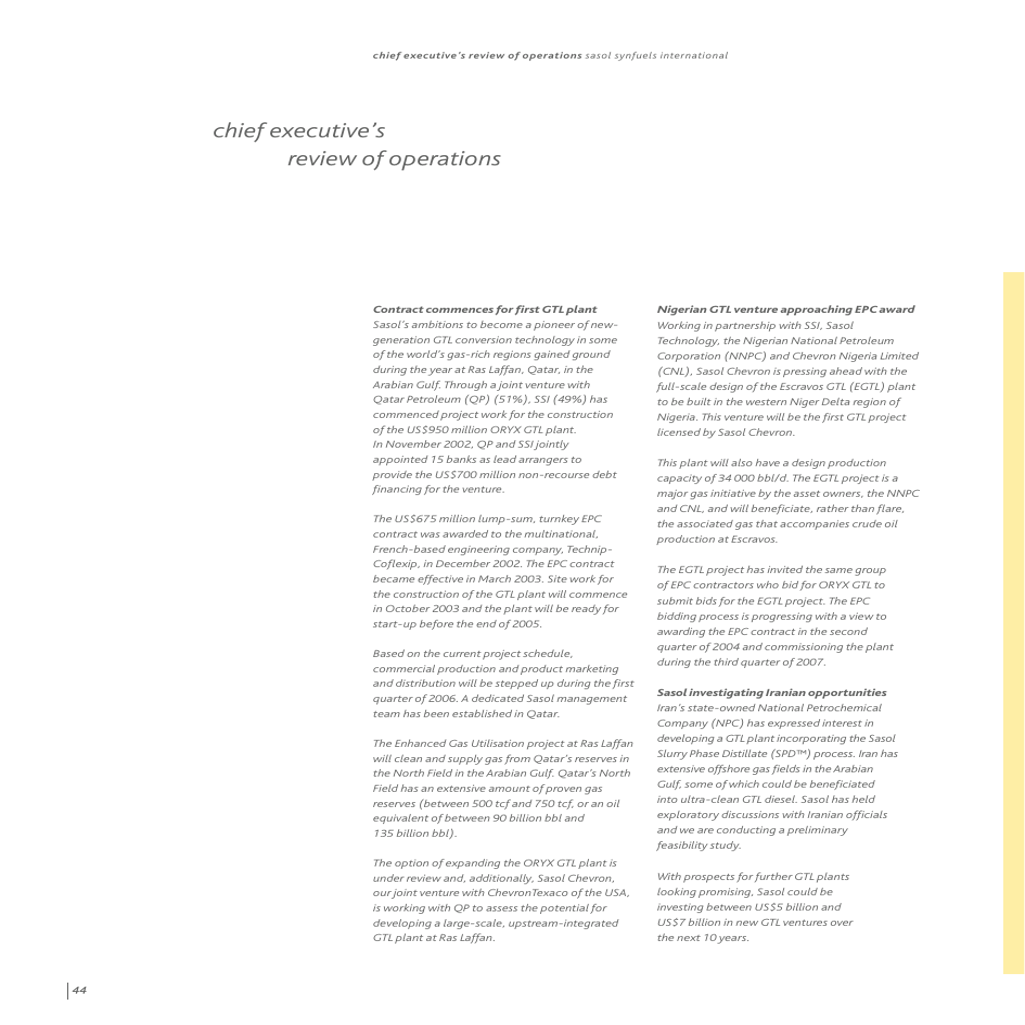 chief executive's review of operations sasol synfuels international
chief executive's
review of operations
Contract commences for first GTL plant
Sasol's ambitions to become a pioneer of new-
generation GTL conversion technology in some
of the world's gas-rich regions gained ground
during the year at Ras Laffan, Qatar, in the
Arabian Gulf. Through a joint venture with
Qatar Petroleum (QP) (51%), SSI (49%) has
commenced project work for the construction
of the US$950 million ORYX GTL plant.
In November 2002, QP and SSI jointly
appointed 15 banks as lead arrangers to
provide the US$700 million non-recourse debt
financing for the venture.
The US$675 million lump-sum, turnkey EPC
contract was awarded to the multinational,
French-based engineering company, Technip-
Coflexip, in December 2002. The EPC contract
became effective in March 2003. Site work for
the construction of the GTL plant will commence
in October 2003 and the plant will be ready for
start-up before the end of 2005.
Based on the current project schedule,
commercial production and product marketing
and distribution will be stepped up during the first
quarter of 2006. A dedicated Sasol management
team has been established in Qatar.
The Enhanced Gas Utilisation project at Ras Laffan
will clean and supply gas from Qatar's reserves in
the North Field in the Arabian Gulf. Qatar's North
Field has an extensive amount of proven gas
reserves (between 500 tcf and 750 tcf, or an oil
equivalent of between 90 billion bbl and
135 billion bbl).
The option of expanding the ORYX GTL plant is
under review and, additionally, Sasol Chevron,
our joint venture with ChevronTexaco of the USA,
is working with QP to assess the potential for
developing a large-scale, upstream-integrated
GTL plant at Ras Laffan.
Nigerian GTL venture approaching EPC award
Working in partnership with SSI, Sasol
Technology, the Nigerian National Petroleum
Corporation (NNPC) and Chevron Nigeria Limited
(CNL), Sasol Chevron is pressing ahead with the
full-scale design of the Escravos GTL (EGTL) plant
to be built in the western Niger Delta region of
Nigeria. This venture will be the first GTL project
licensed by Sasol Chevron.
This plant will also have a design production
capacity of 34 000 bbl/d. The EGTL project is a
major gas initiative by the asset owners, the NNPC
and CNL, and will beneficiate, rather than flare,
the associated gas that accompanies crude oil
production at Escravos.
The EGTL project has invited the same group
of EPC contractors who bid for ORYX GTL to
submit bids for the EGTL project. The EPC
bidding process is progressing with a view to
awarding the EPC contract in the second
quarter of 2004 and commissioning the plant
during the third quarter of 2007.
Sasol investigating Iranian opportunities
Iran's state-owned National Petrochemical
Company (NPC) has expressed interest in
developing a GTL plant incorporating the Sasol
Slurry Phase Distillate (SPD™) process. Iran has
extensive offshore gas fields in the Arabian
Gulf, some of which could be beneficiated
into ultra-clean GTL diesel. Sasol has held
exploratory discussions with Iranian officials
and we are conducting a preliminary
feasibility study.
With prospects for further GTL plants
looking promising, Sasol could be
investing between US$5 billion and
US$7 billion in new GTL ventures over
the next 10 years.
44